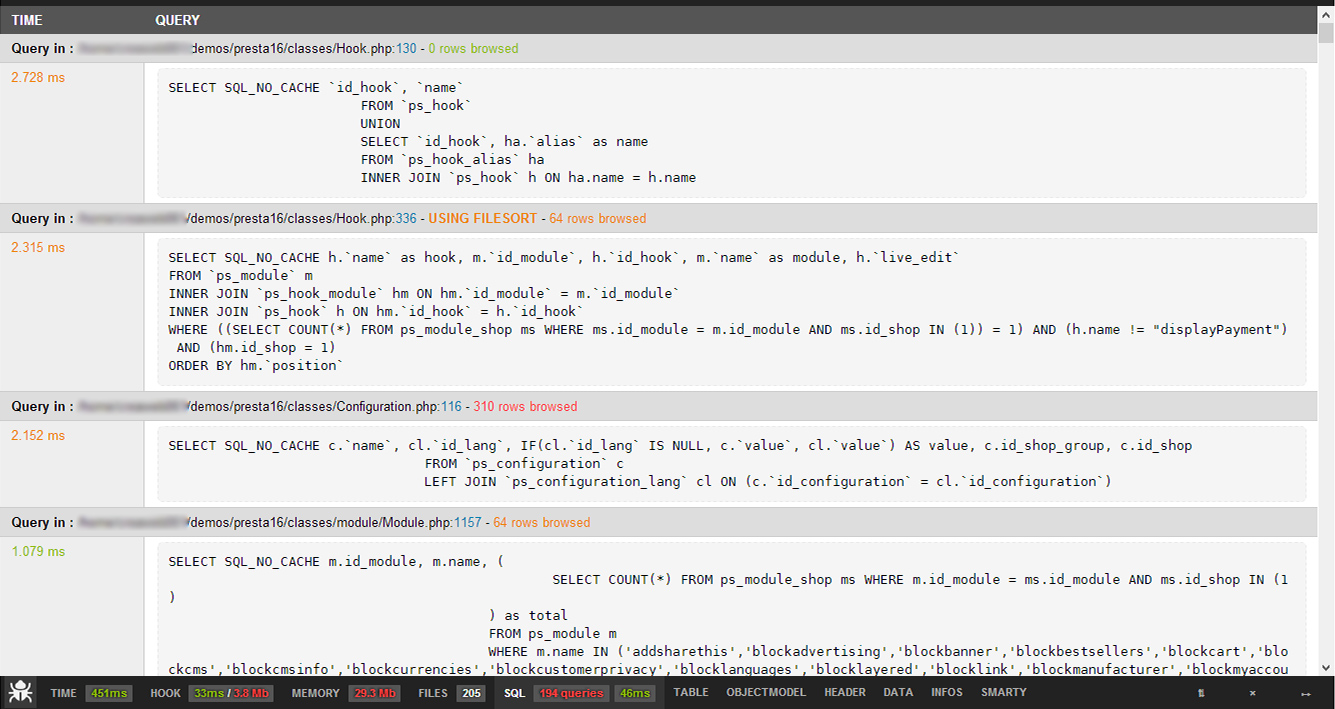 TIME QUERY
Query in : demos/presta16/classes/Hook.php:130 - 0 rows browsed
2.728 ms
SELECT SQL_NO_CACHE `id_hook`, `name`
FROM `ps_hook`
UNION
SELECT `id_hook`, ha.`alias` as name
FROM `ps_hook_alias` ha
INNER JOIN `ps_hook` h ON ha.name = h.name
Query in : /demos/presta16/classes/Hook.php:336 - USING FILESORT - 64 rows browsed
2.315 ms
SELECT SQL_NO_CACHE h.`name` as hook, m.`id_module`, h.`id_hook`, m.`name` as module, h.`live_edit`
FROM `ps_module` m
INNER JOIN `ps_hook_module` hm ON hm.`id_module` = m.`id_module`
INNER JOIN `ps_hook` h ON hm.`id_hook` = h.`id_hook`
WHERE ((SELECT COUNT(*) FROM ps_module_shop ms WHERE ms.id_module = m.id_module AND ms.id_shop IN (1)) = 1) AND (h.name != "displayPayment")
AND (hm.id_shop = 1)
ORDER BY hm.`position`
Query in : /demos/presta16/classes/Configuration.php:116 - 310 rows browsed
2.152 ms
SELECT SQL_NO_CACHE c.`name`, cl.`id_lang`, IF(cl.`id_lang` IS NULL, c.`value`, cl.`value`) AS value, c.id_shop_group, c.id_shop
FROM `ps_configuration` c
LEFT JOIN `ps_configuration_lang` cl ON (c.`id_configuration` = cl.`id_configuration`)
Query in : /demos/presta16/classes/module/Module.php:1157 - 64 rows browsed
1.079 ms
SELECT SQL_NO_CACHE m.id_module, m.name, (
SELECT COUNT(*) FROM ps_module_shop ms WHERE m.id_module = ms.id_module AND ms.id_shop IN (1
)
) as total
FROM ps_module m
WHERE m.name IN ('addsharethis','blockadvertising','blockbanner','blockbestsellers','blockcart','blo
ckcms','blockcmsinfo','blockcurrencies','blockcustomerprivacy','blocklanguages','blocklayered','blocklink','blockmanufacturer','blockmyaccou
TIME 451ms HOOK 33ms / 3.8 Mb MEMORY 29.3 Mb FILES 205 SQL 194 queries 46ms TABLE OBJECTMODEL HEADER DATA INFOS SMARTY